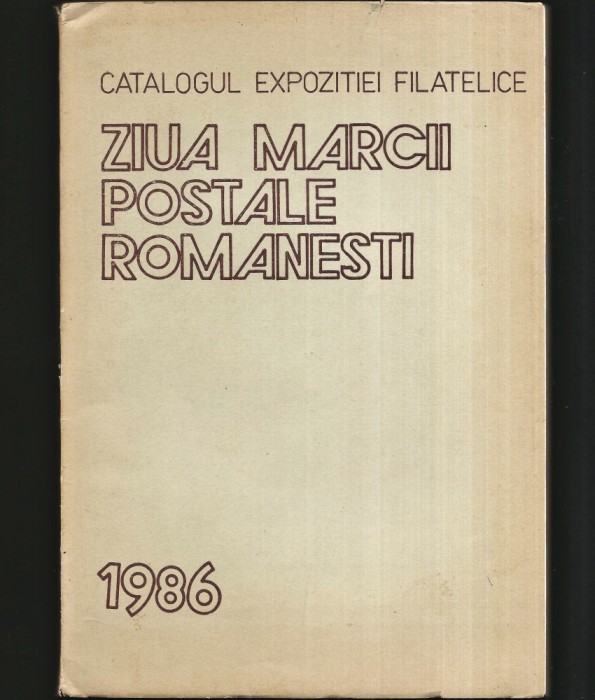 CATALOGUL EXPOZITIEI FILATELICE
ZIUA MARCII
POSTALE
ROMANESTI
1986